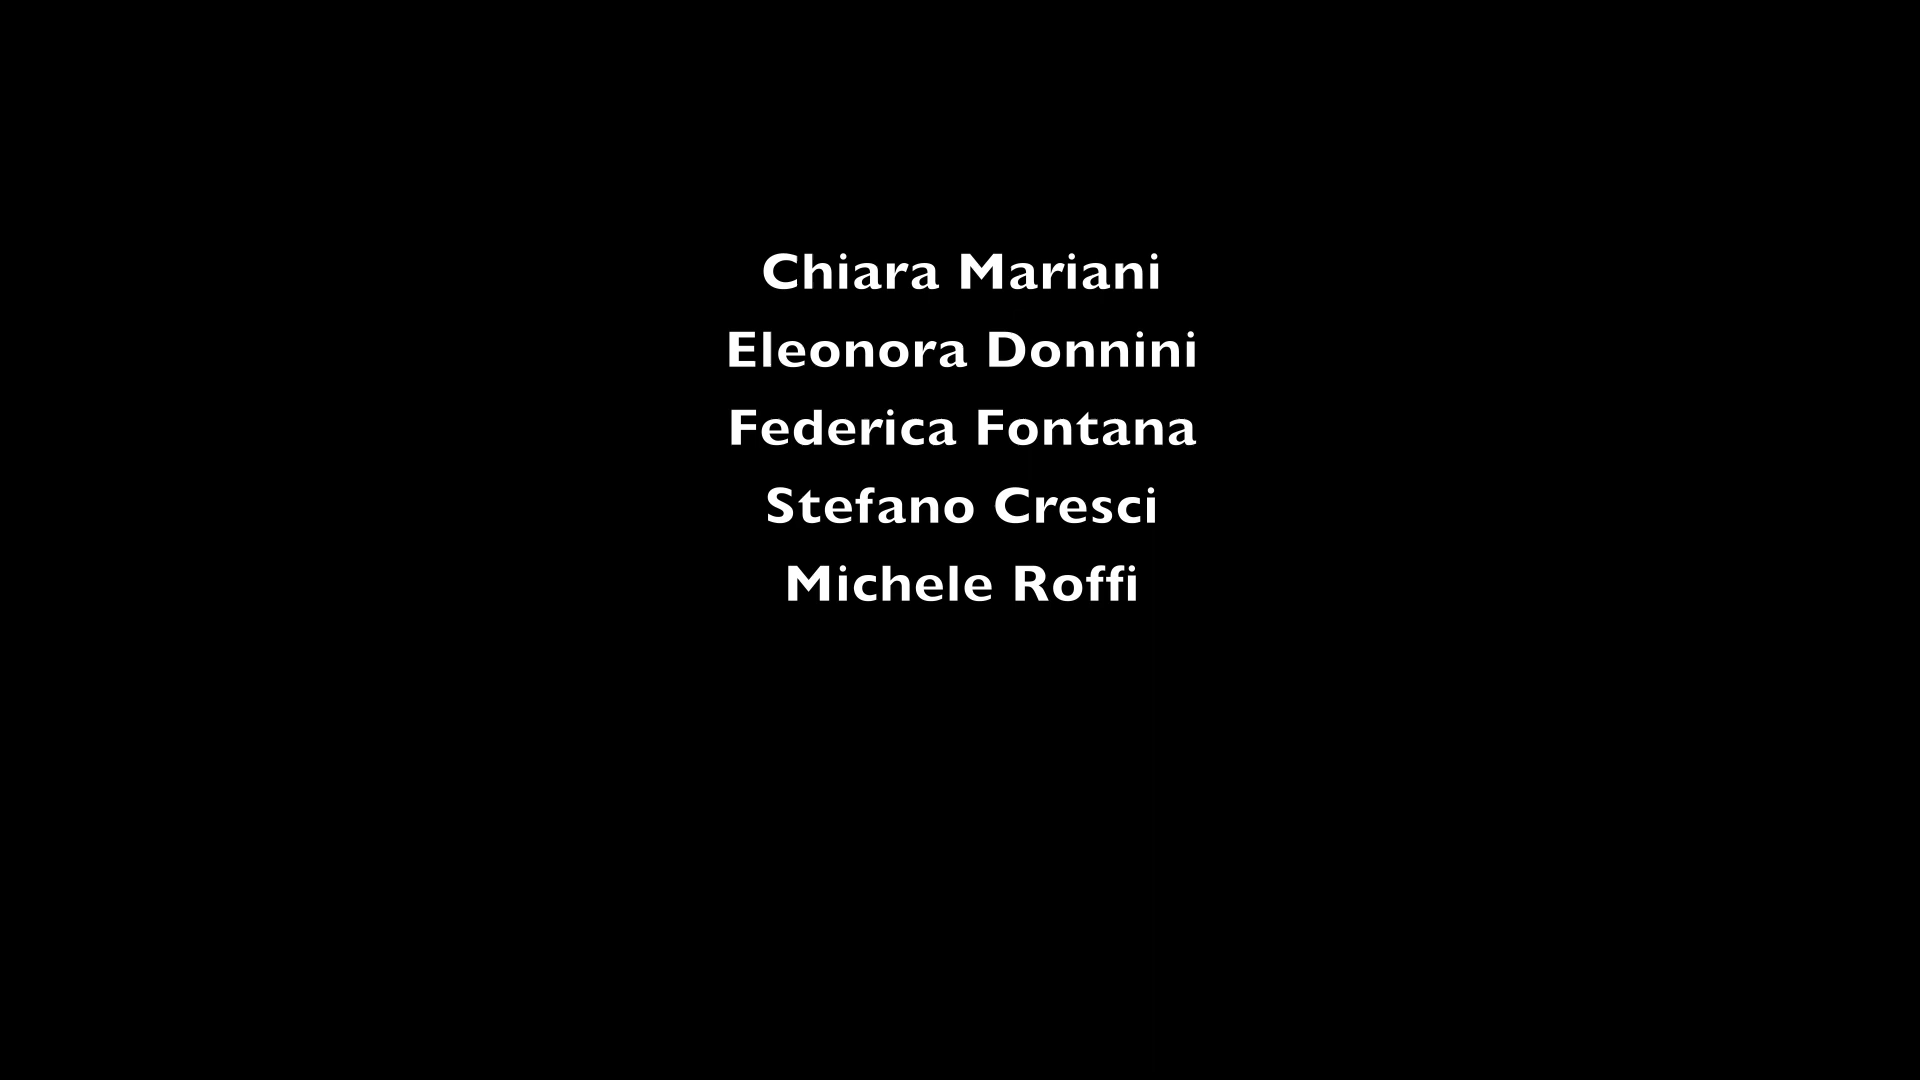 Chiara Mariani
Eleonora Donnini
Federica Fontana
Stefano Cresci
Michele Roffi